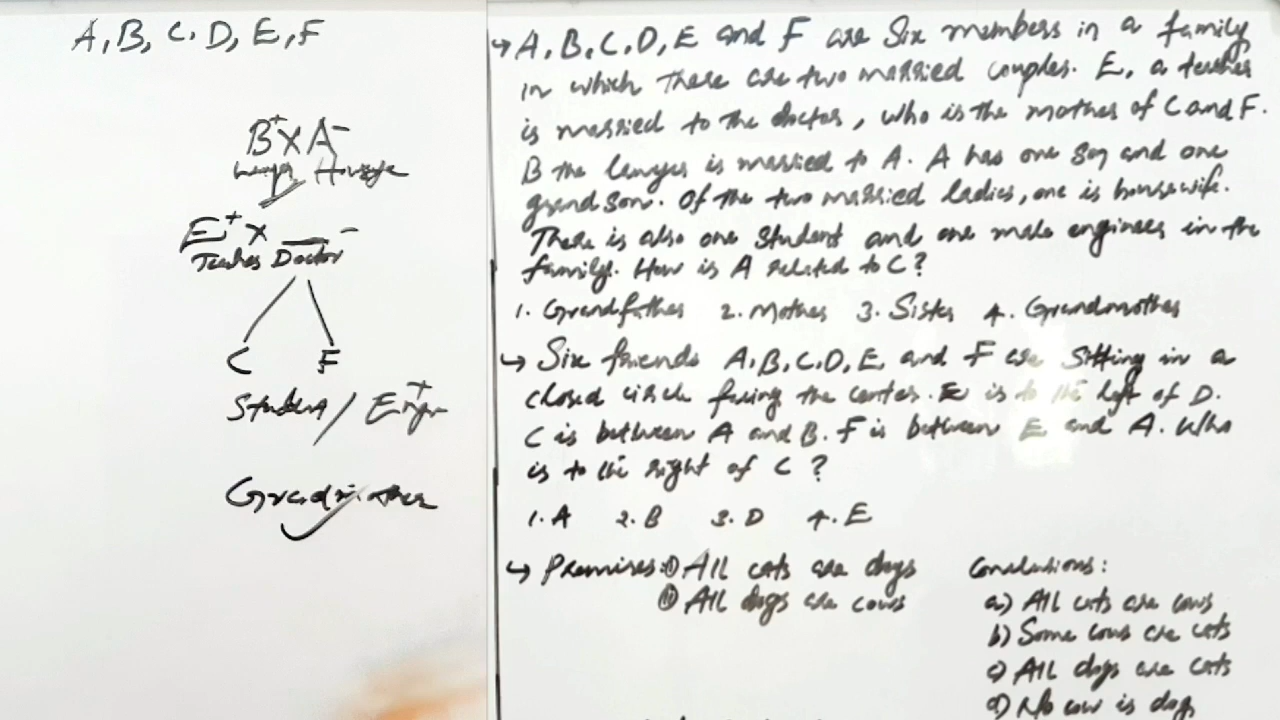 A, B, C, D, E, F
B+ X A-
Lawyer Housewife
E+ x __ -
Teacher Doctor
C F
Student / Eng+
Grandmother
→ A, B, C, D, E and F are Six members in a family
in which There are two married couples. E, a teacher
is married to the doctor, who is the mother of C and F.
B the lawyer is married to A. A has one son and one
grand son. Of the two married ladies, one is housewife.
There is also one Student and one male engineer in the
family. How is A related to C?
1. Grandfather 2. Mother 3. Sister 4. Grandmother
→ Six friends A, B, C, D, E, and F are Sitting in a
closed circle facing the center. E is to the left of D.
C is between A and B. F is between E and A. Who
is to the right of C?
1. A 2. B 3. D 4. E
→ Premises: i) All cats are dogs
ii) All dogs are cows
Conclusions:
a) All cats are cows
b) Some cows are cats
c) All dogs are cats
d) No cow is dog